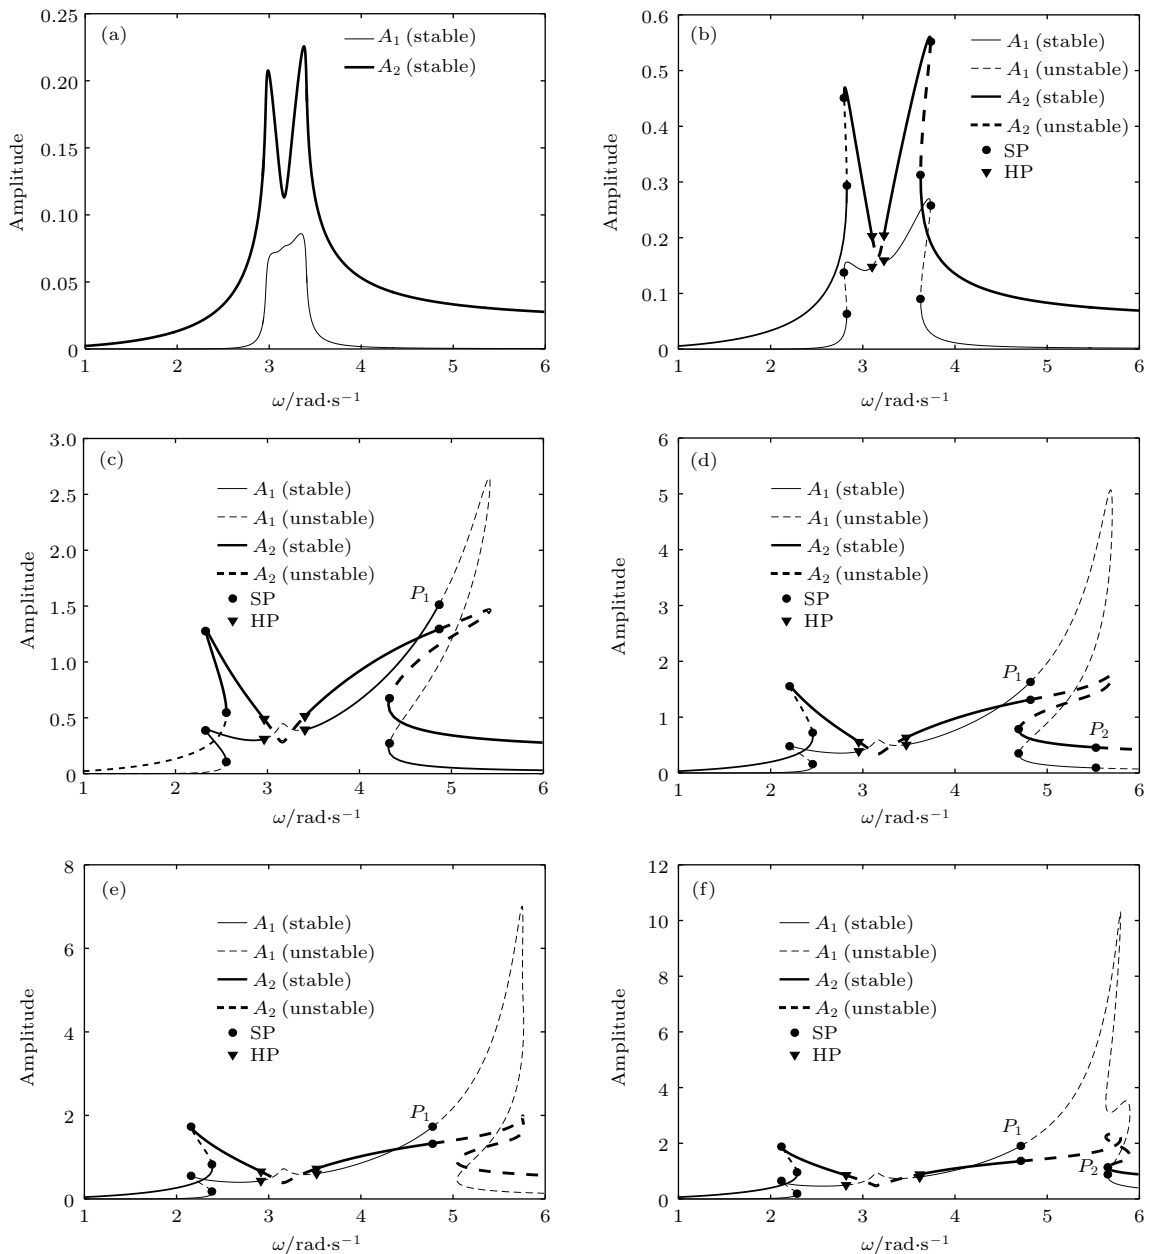 (a)
A₁ (stable)
A₂ (stable)
0.25
0.20
0.15
0.10
0.05
0
Amplitude
1 2 3 4 5 6
ω/rad·s⁻¹
(b)
A₁ (stable)
A₁ (unstable)
A₂ (stable)
A₂ (unstable)
SP
HP
0.6
0.5
0.4
0.3
0.2
0.1
0
Amplitude
1 2 3 4 5 6
ω/rad·s⁻¹
(c)
A₁ (stable)
A₁ (unstable)
A₂ (stable)
A₂ (unstable)
SP
HP
P₁
3.0
2.5
2.0
1.5
1.0
0.5
0
Amplitude
1 2 3 4 5 6
ω/rad·s⁻¹
(d)
A₁ (stable)
A₁ (unstable)
A₂ (stable)
A₂ (unstable)
SP
HP
P₁
P₂
6
5
4
3
2
1
0
Amplitude
1 2 3 4 5 6
ω/rad·s⁻¹
(e)
A₁ (stable)
A₁ (unstable)
A₂ (stable)
A₂ (unstable)
SP
HP
P₁
8
6
4
2
0
Amplitude
1 2 3 4 5 6
ω/rad·s⁻¹
(f)
A₁ (stable)
A₁ (unstable)
A₂ (stable)
A₂ (unstable)
SP
HP
P₁
P₂
12
10
8
6
4
2
0
Amplitude
1 2 3 4 5 6
ω/rad·s⁻¹